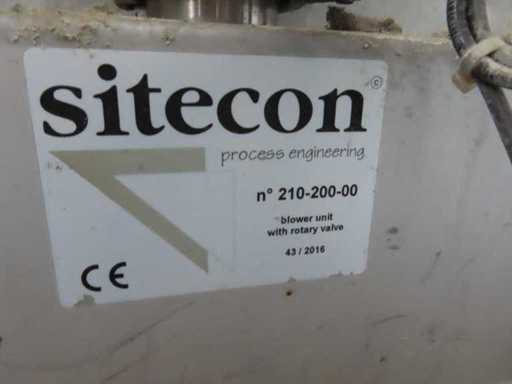 sitecon ©
process engineering
n° 210-200-00
blower unit
with rotary valve
43 / 2016
CE